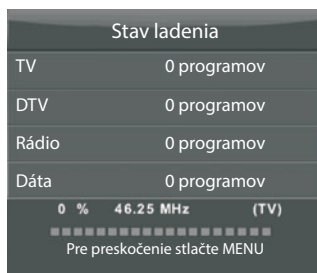 Stav ladenia
TV 0 programov
DTV 0 programov
Rádio 0 programov
Dáta 0 programov
0 % 46.25 MHz (TV)
Pre preskočenie stlačte MENU